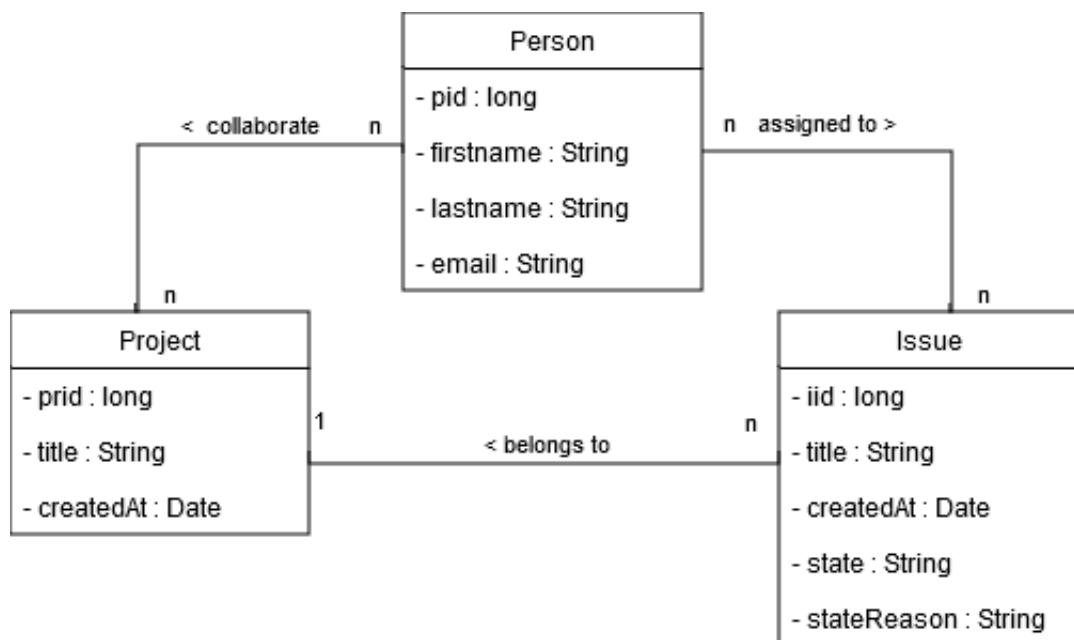 Person
- pid : long
- firstname : String
- lastname : String
- email : String
< collaborate n
n assigned to >
n
n
Project
- prid : long
- title : String
- createdAt : Date
1
< belongs to
n
Issue
- iid : long
- title : String
- createdAt : Date
- state : String
- stateReason : String